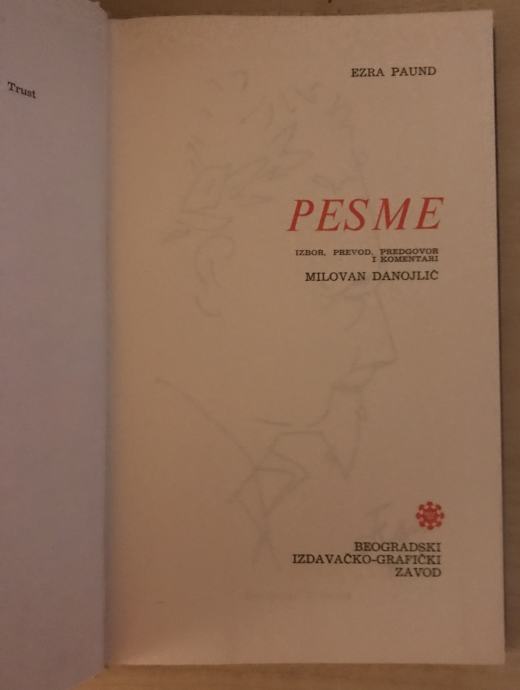 Trust
EZRA PAUND
PESME
IZBOR, PREVOD, PREDGOVOR
I KOMENTARI
MILOVAN DANOJLIĆ
BEOGRADSKI
IZDAVAČKO-GRAFIČKI
ZAVOD